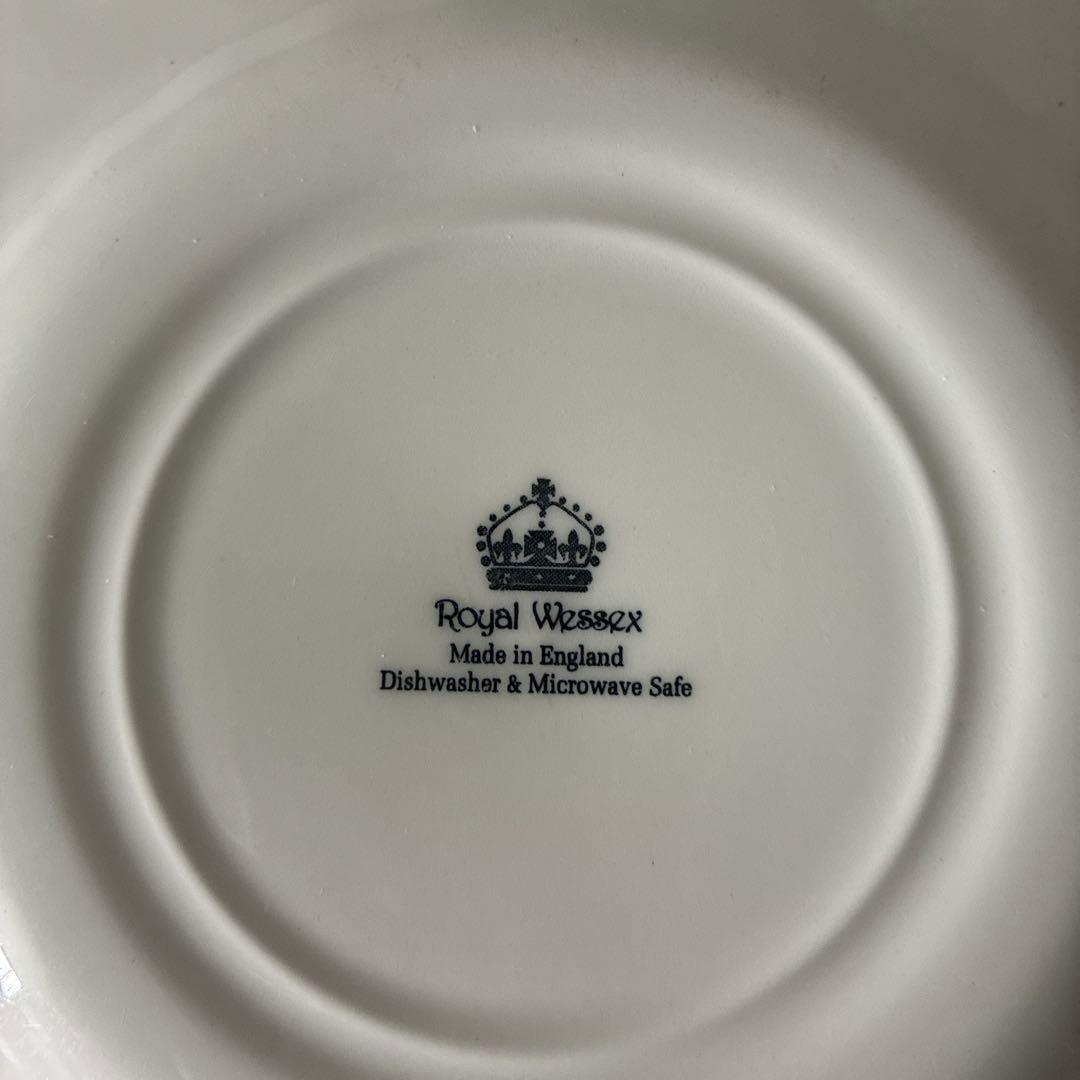 Royal Wessex
Made in England
Dishwasher & Microwave Safe